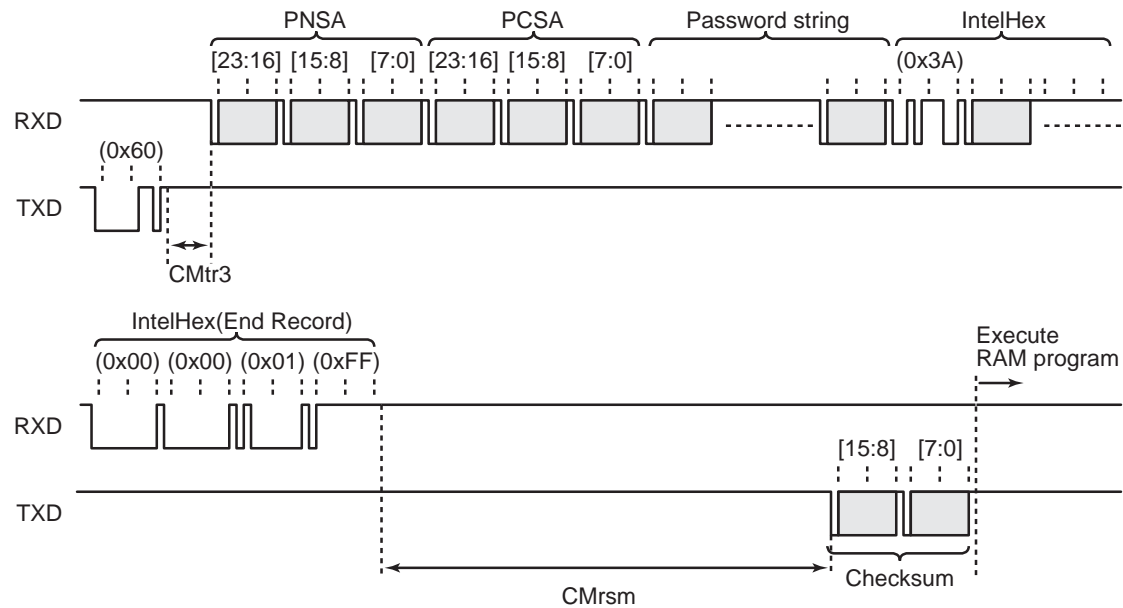 PNSA PCSA Password string IntelHex
[23:16] [15:8] [7:0] [23:16] [15:8] [7:0] (0x3A)
RXD
(0x60)
TXD
CMtr3
IntelHex(End Record)
(0x00) (0x00) (0x01) (0xFF)
Execute
RAM program
RXD
[15:8] [7:0]
TXD
Checksum
CMrsm